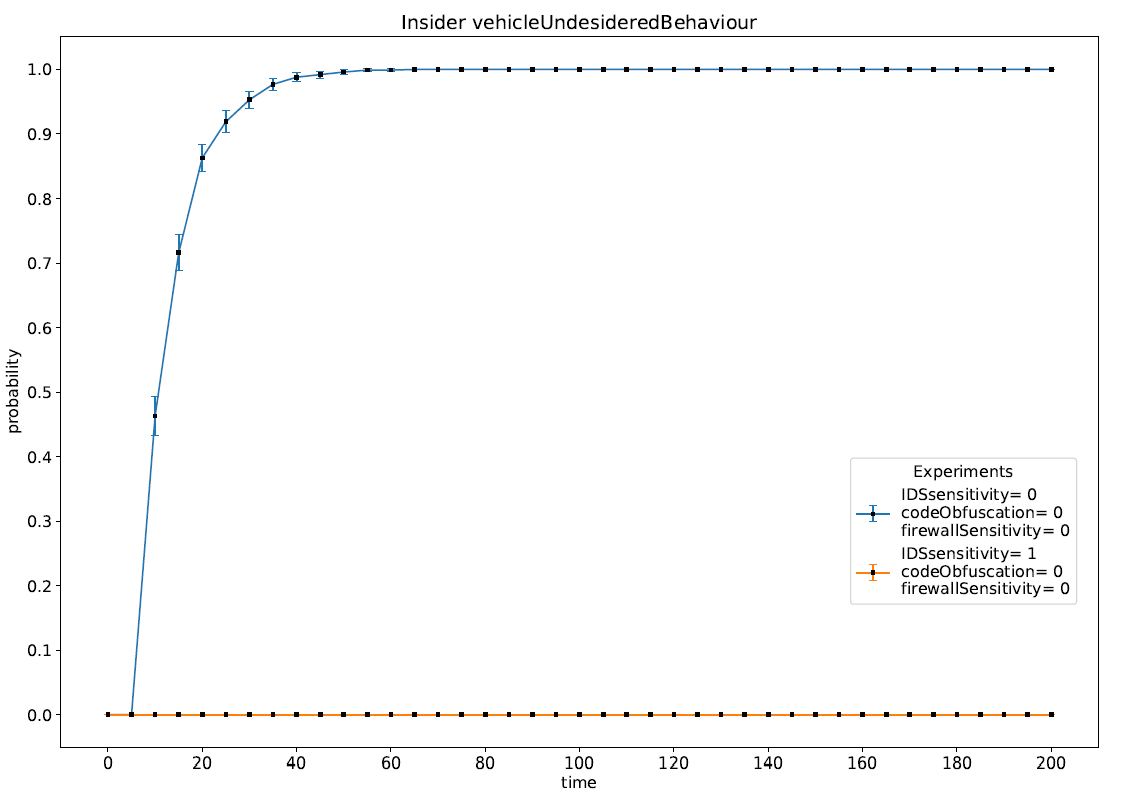 Insider vehicleUndesideredBehaviour
1.0
0.9
0.8
0.7
0.6
0.5
0.4
0.3
0.2
0.1
0.0
probability
Experiments
IDSsensitivity= 0
codeObfuscation= 0
firewallSensitivity= 0
IDSsensitivity= 1
codeObfuscation= 0
firewallSensitivity= 0
0 20 40 60 80 100 120 140 160 180 200
time